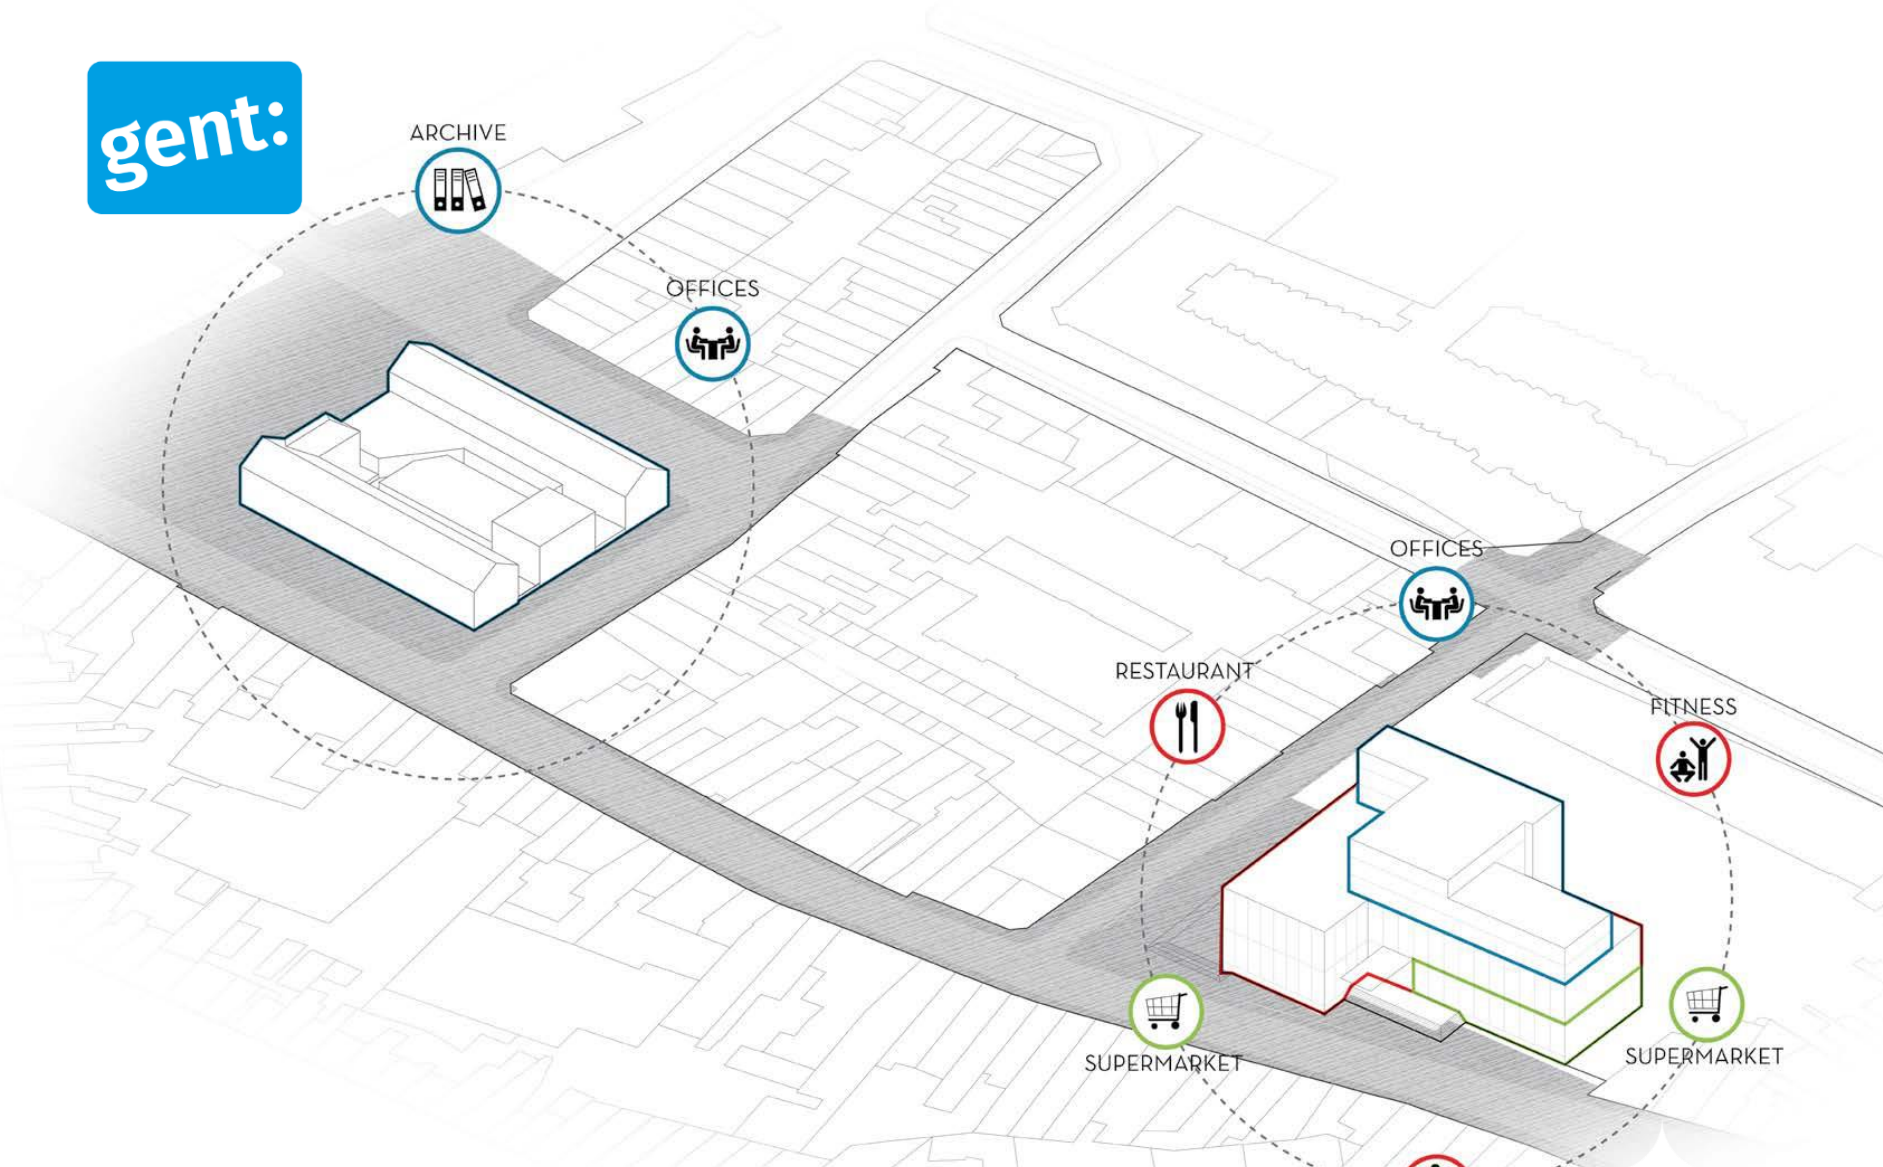 gent:
ARCHIVE
OFFICES
OFFICES
RESTAURANT
FITNESS
SUPERMARKET
SUPERMARKET